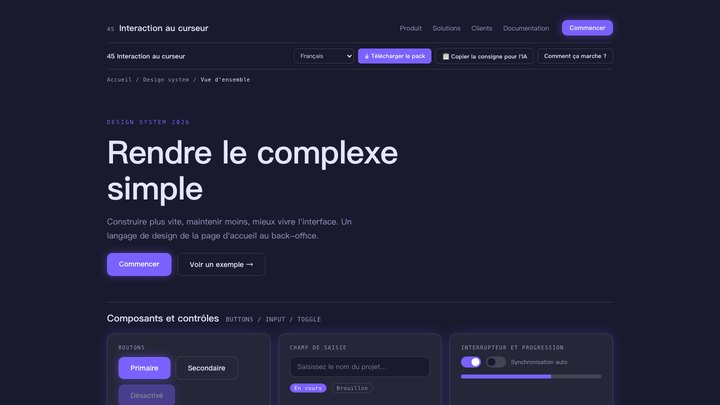 45 Interaction au curseur
Produit Solutions Clients Documentation Commencer
45 Interaction au curseur
Français
Télécharger le pack
Copier la consigne pour l'IA
Comment ça marche ?
Accueil / Design system / Vue d'ensemble
DESIGN SYSTEM 2026
Rendre le complexe
simple
Construire plus vite, maintenir moins, mieux vivre l'interface. Un
langage de design de la page d'accueil au back-office.
Commencer
Voir un exemple →
Composants et contrôles BUTTONS / INPUT / TOGGLE
BOUTONS
Primaire
Secondaire
Désactivé
CHAMP DE SAISIE
Saisissez le nom du projet…
En cours
Brouillon
INTERRUPTEUR ET PROGRESSION
Synchronisation auto